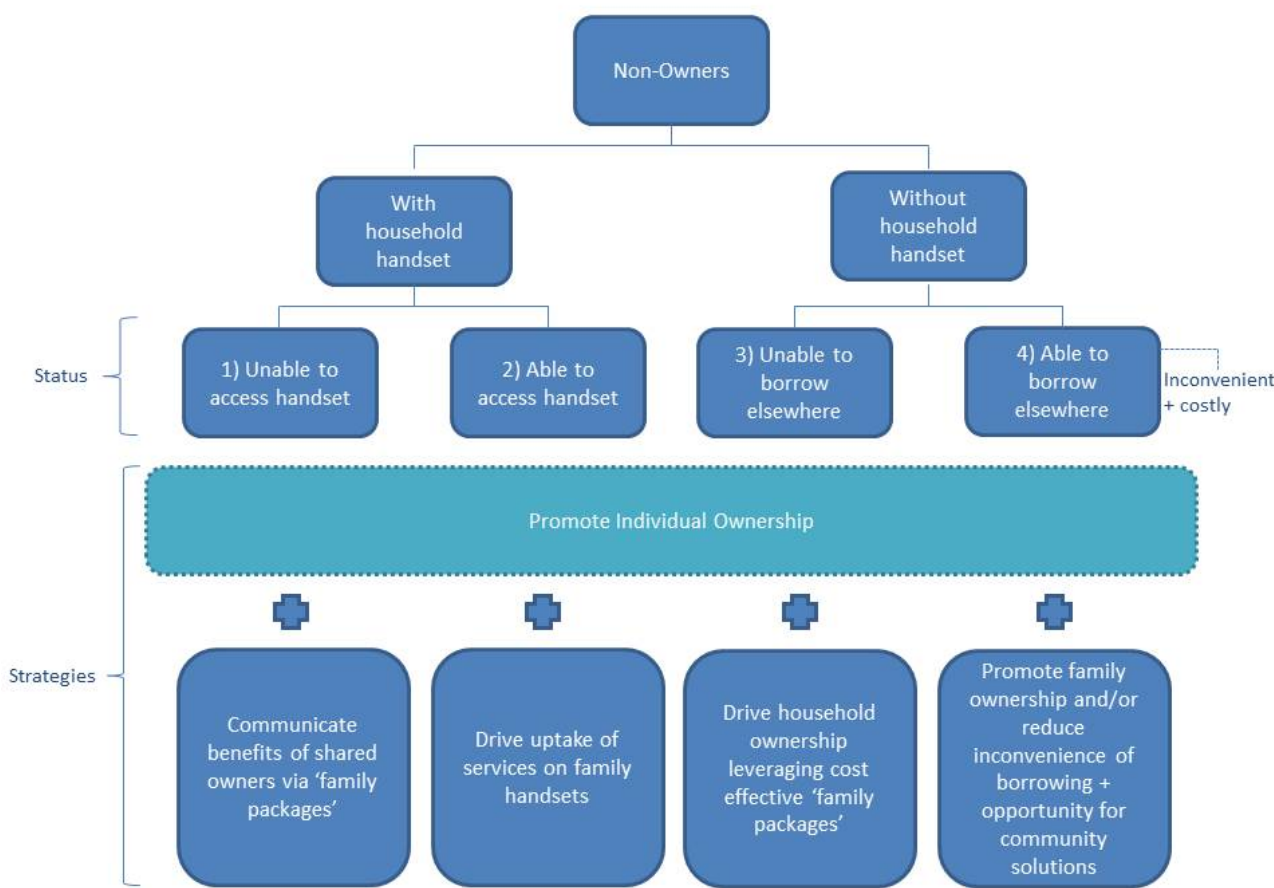 Non-Owners
With
household
handset
Without
household
handset
Status
1) Unable to
access handset
2) Able to
access handset
3) Unable to
borrow
elsewhere
4) Able to
borrow
elsewhere
Inconvenient
+ costly
Strategies
Promote Individual Ownership
Communicate
benefits of shared
owners via ‘family
packages’
Drive uptake of
services on family
handsets
Drive household
ownership
leveraging cost
effective ‘family
packages’
Promote family
ownership and/or
reduce
inconvenience of
borrowing +
opportunity for
community
solutions